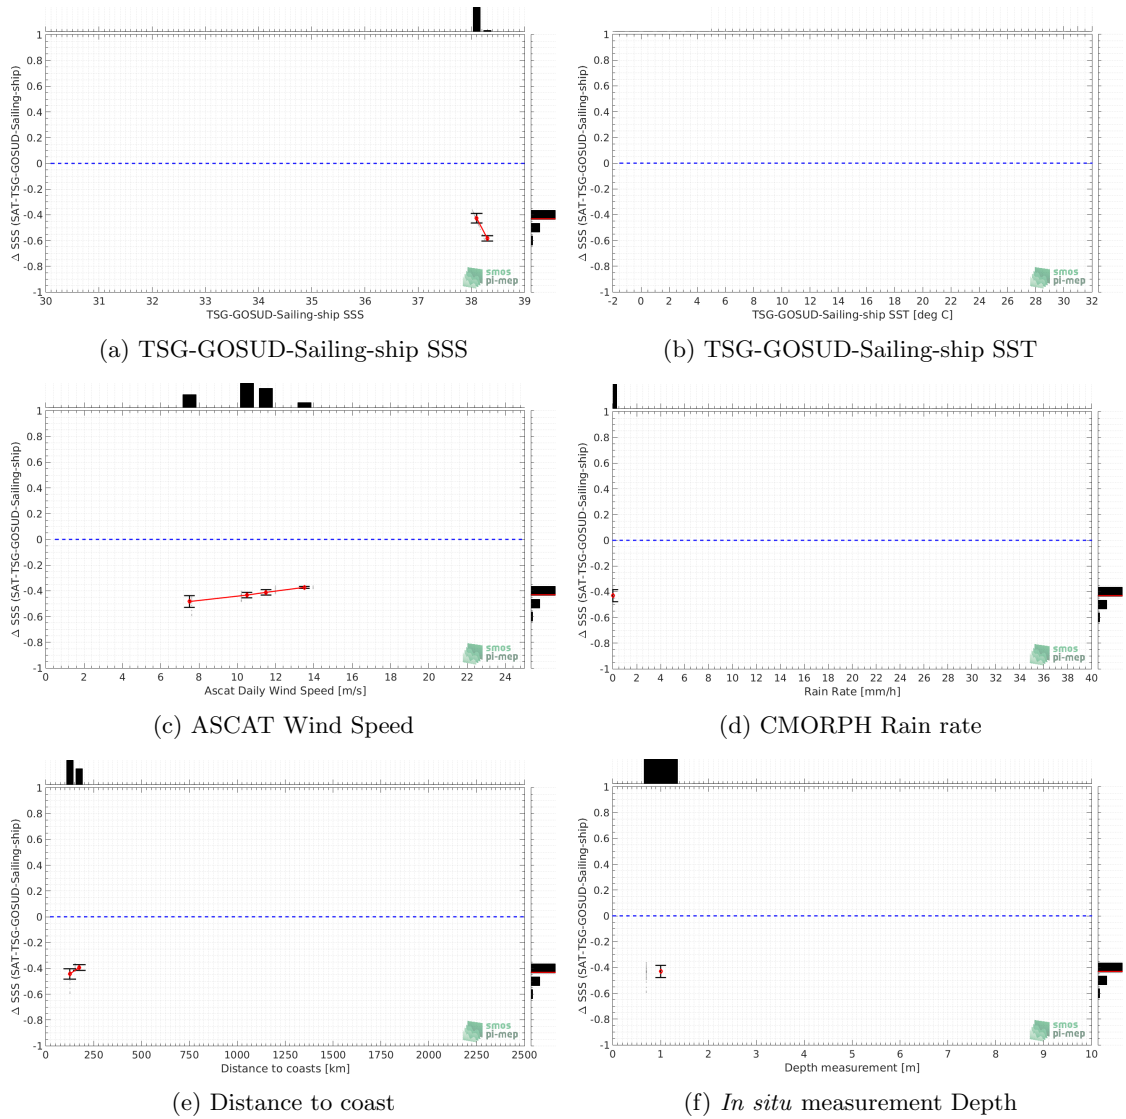 1
0.8
0.6
0.4
0.2
0
-0.2
-0.4
-0.6
-0.8
-1
Δ SSS (SAT-TSG-GOSUD-Sailing-ship)
30 31 32 33 34 35 36 37 38 39
TSG-GOSUD-Sailing-ship SSS
smos
pi-mep
(a) TSG-GOSUD-Sailing-ship SSS
1
0.8
0.6
0.4
0.2
0
-0.2
-0.4
-0.6
-0.8
-1
Δ SSS (SAT-TSG-GOSUD-Sailing-ship)
-2 0 2 4 6 8 10 12 14 16 18 20 22 24 26 28 30 32
TSG-GOSUD-Sailing-ship SST [deg C]
smos
pi-mep
(b) TSG-GOSUD-Sailing-ship SST
1
0.8
0.6
0.4
0.2
0
-0.2
-0.4
-0.6
-0.8
-1
Δ SSS (SAT-TSG-GOSUD-Sailing-ship)
0 2 4 6 8 10 12 14 16 18 20 22 24
Ascat Daily Wind Speed [m/s]
smos
pi-mep
(c) ASCAT Wind Speed
1
0.8
0.6
0.4
0.2
0
-0.2
-0.4
-0.6
-0.8
-1
Δ SSS (SAT-TSG-GOSUD-Sailing-ship)
0 2 4 6 8 10 12 14 16 18 20 22 24 26 28 30 32 34 36 38 40
Rain Rate [mm/h]
smos
pi-mep
(d) CMORPH Rain rate
1
0.8
0.6
0.4
0.2
0
-0.2
-0.4
-0.6
-0.8
-1
Δ SSS (SAT-TSG-GOSUD-Sailing-ship)
0 250 500 750 1000 1250 1500 1750 2000 2250 2500
Distance to coasts [km]
smos
pi-mep
(e) Distance to coast
1
0.8
0.6
0.4
0.2
0
-0.2
-0.4
-0.6
-0.8
-1
Δ SSS (SAT-TSG-GOSUD-Sailing-ship)
0 1 2 3 4 5 6 7 8 9 10
Depth measurement [m]
smos
pi-mep
(f) In situ measurement Depth